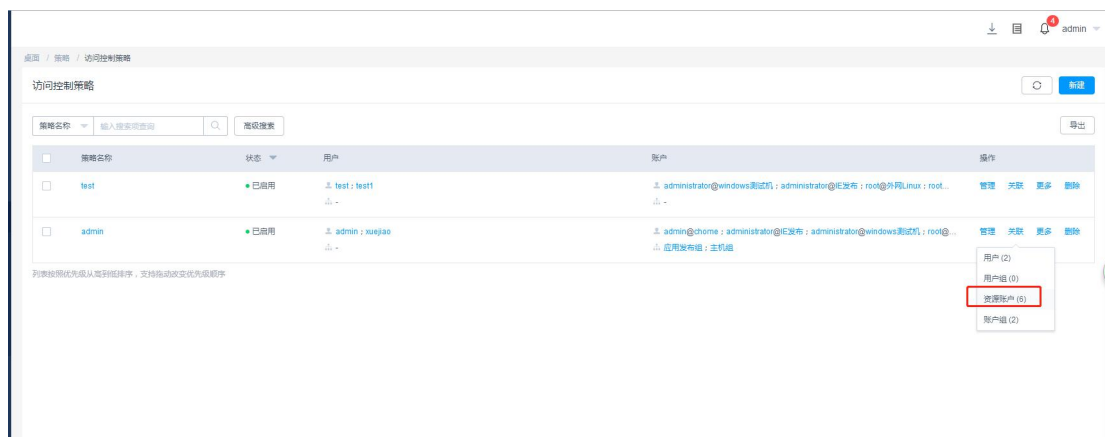 4 admin
桌面 / 策略 / 访问控制策略
访问控制策略 新建
策略名称 输入搜索项查询 高级搜索 导出
策略名称 状态 用户 账户 操作
test 已启用 test；test1 administrator@windows测试机；administrator@IE发布；root@外网Linux；root... 管理 关联 更多 删除
- -
admin 已启用 admin；xuejiao admin@chorne；administrator@IE发布；administrator@windows测试机；root@... 管理 关联 更多 删除
- 应用发布组；主机组
用户 (2)
列表按照优先级从高到低排序，支持拖动改变优先级顺序
用户组 (0)
资源账户 (6)
账户组 (2)